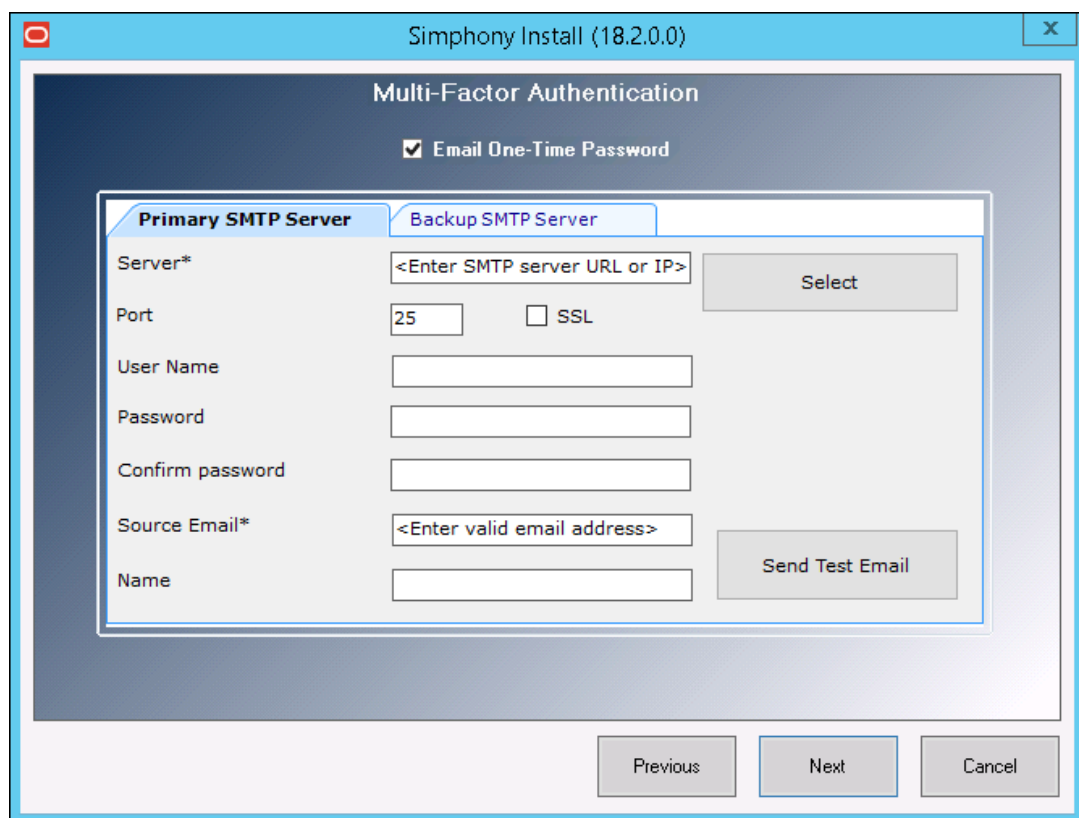 Simphony Install (18.2.0.0)
X
Multi-Factor Authentication
Email One-Time Password
Primary SMTP Server
Backup SMTP Server
Server*
<Enter SMTP server URL or IP>
Select
Port
25
SSL
User Name
Password
Confirm password
Source Email*
<Enter valid email address>
Send Test Email
Name
Previous
Next
Cancel